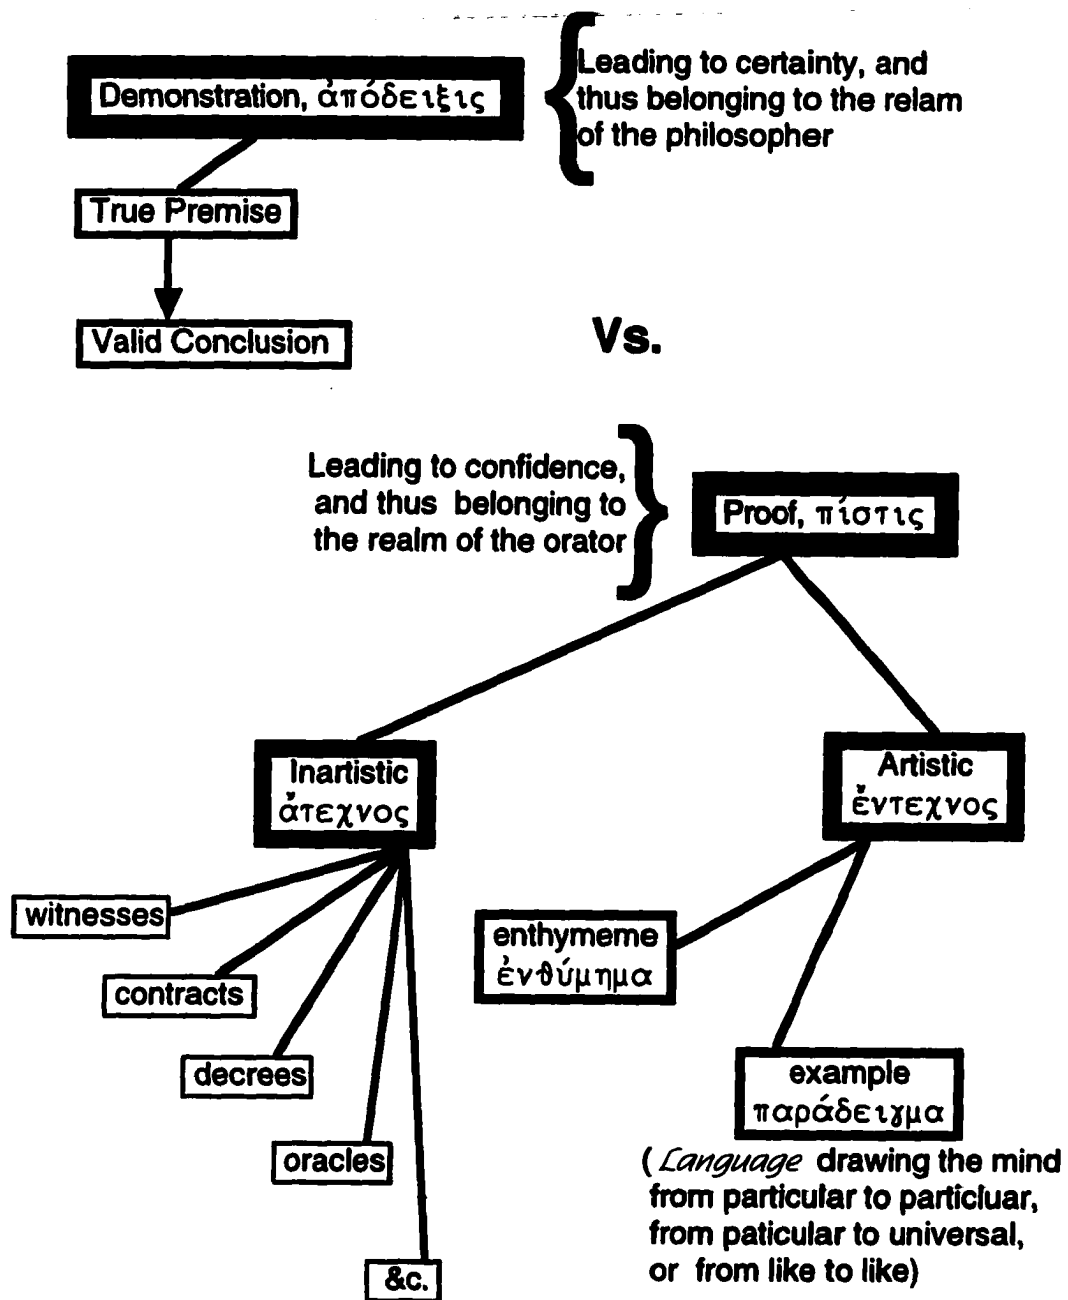 Demonstration, ἀπόδειξις
Leading to certainty, and
thus belonging to the relam
of the philosopher
True Premise
Valid Conclusion
Vs.
Leading to confidence,
and thus belonging to
the realm of the orator
Proof, πίστις
Inartistic
ἄτεχνος
Artistic
ἔντεχνος
witnesses
contracts
decrees
oracles
&c.
enthymeme
ἐνθύμημα
example
παράδειγμα
(Language drawing the mind
from particular to particluar,
from paticular to universal,
or from like to like)